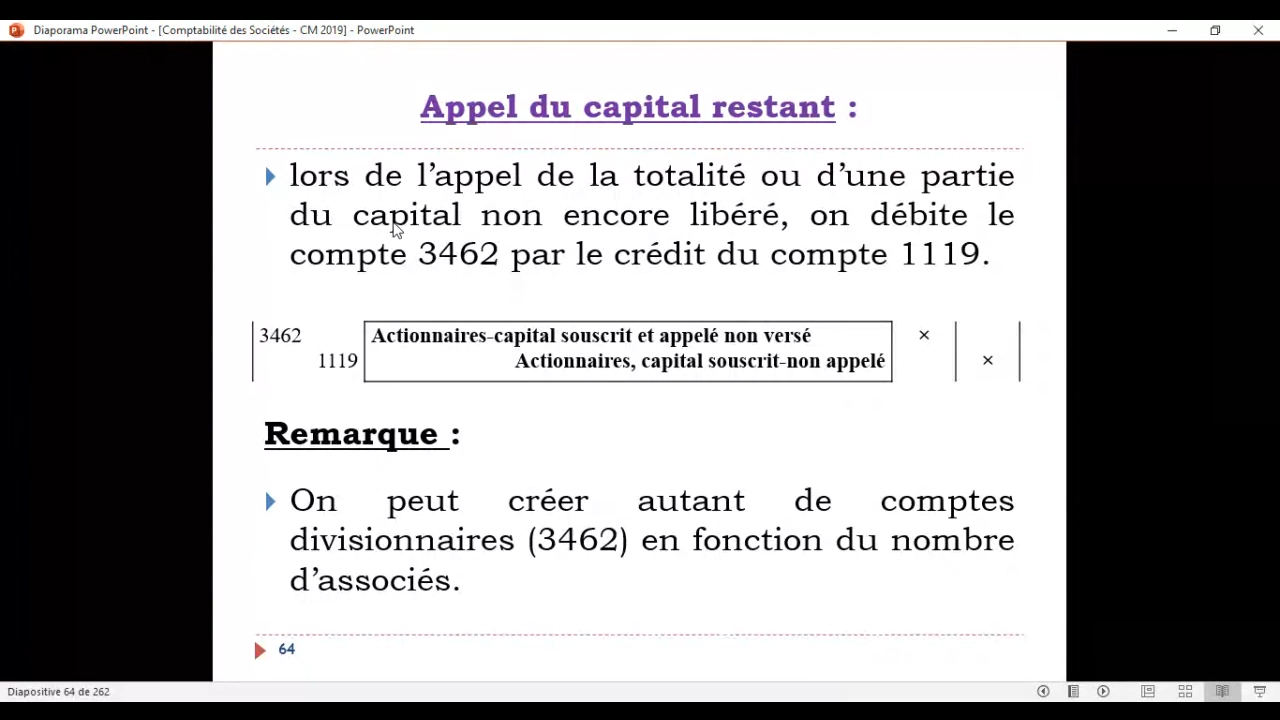 Diaporama PowerPoint - [Comptabilité des Sociétés - CM 2019] - PowerPoint
Appel du capital restant :
lors de l’appel de la totalité ou d’une partie
du capital non encore libéré, on débite le
compte 3462 par le crédit du compte 1119.
3462 Actionnaires-capital souscrit et appelé non versé ×
1119 Actionnaires, capital souscrit-non appelé ×
Remarque :
On peut créer autant de comptes
divisionnaires (3462) en fonction du nombre
d’associés.
64
Diapositive 64 de 262